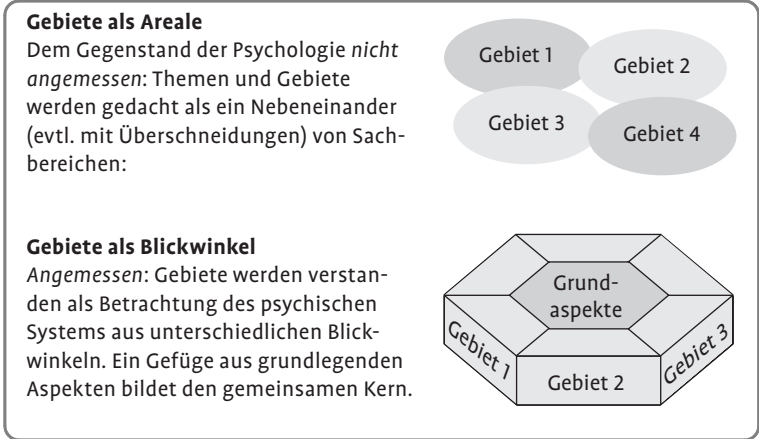 Gebiete als Areale
Dem Gegenstand der Psychologie nicht
angemessen: Themen und Gebiete
werden gedacht als ein Nebeneinander
(evtl. mit Überschneidungen) von Sach-
bereichen:
Gebiet 1
Gebiet 2
Gebiet 3
Gebiet 4
Gebiete als Blickwinkel
Angemessen: Gebiete werden verstan-
den als Betrachtung des psychischen
Systems aus unterschiedlichen Blick-
winkeln. Ein Gefüge aus grundlegenden
Aspekten bildet den gemeinsamen Kern.
Grund-
aspekte
Gebiet 1
Gebiet 2
Gebiet 3